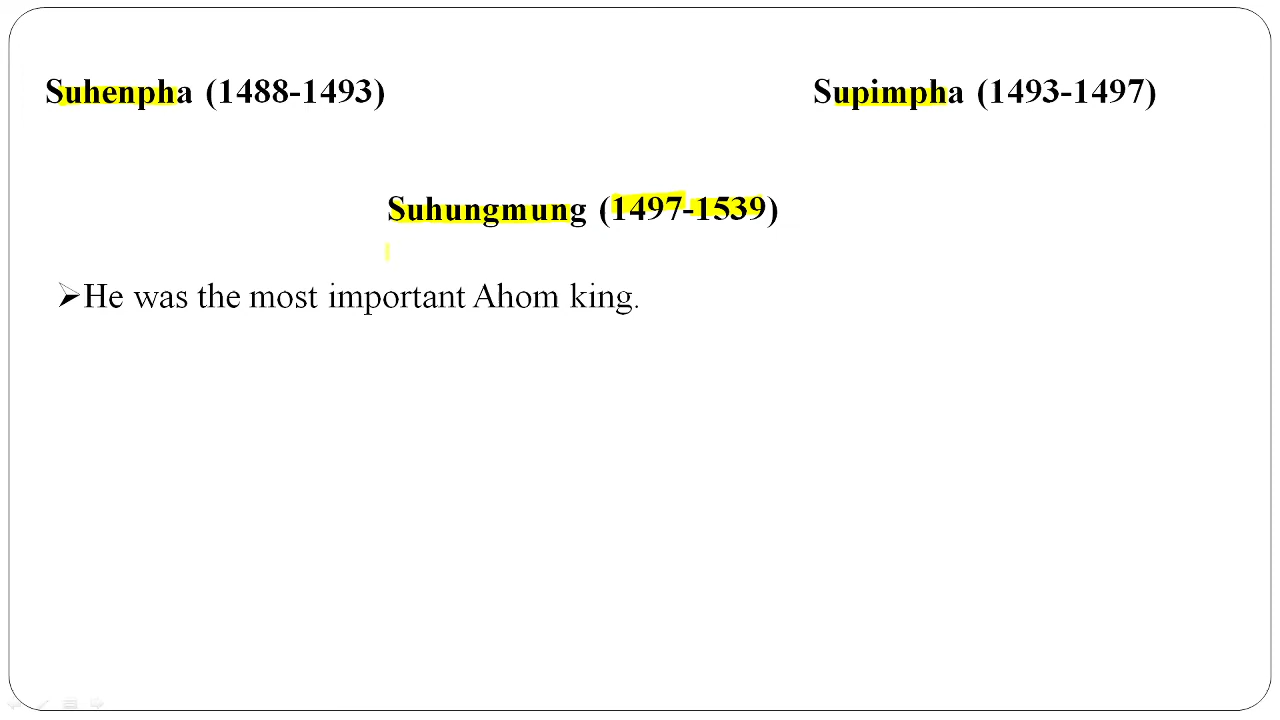 Suhenpha (1488-1493) Supimpha (1493-1497)
Suhungmung (1497-1539)
➢He was the most important Ahom king.